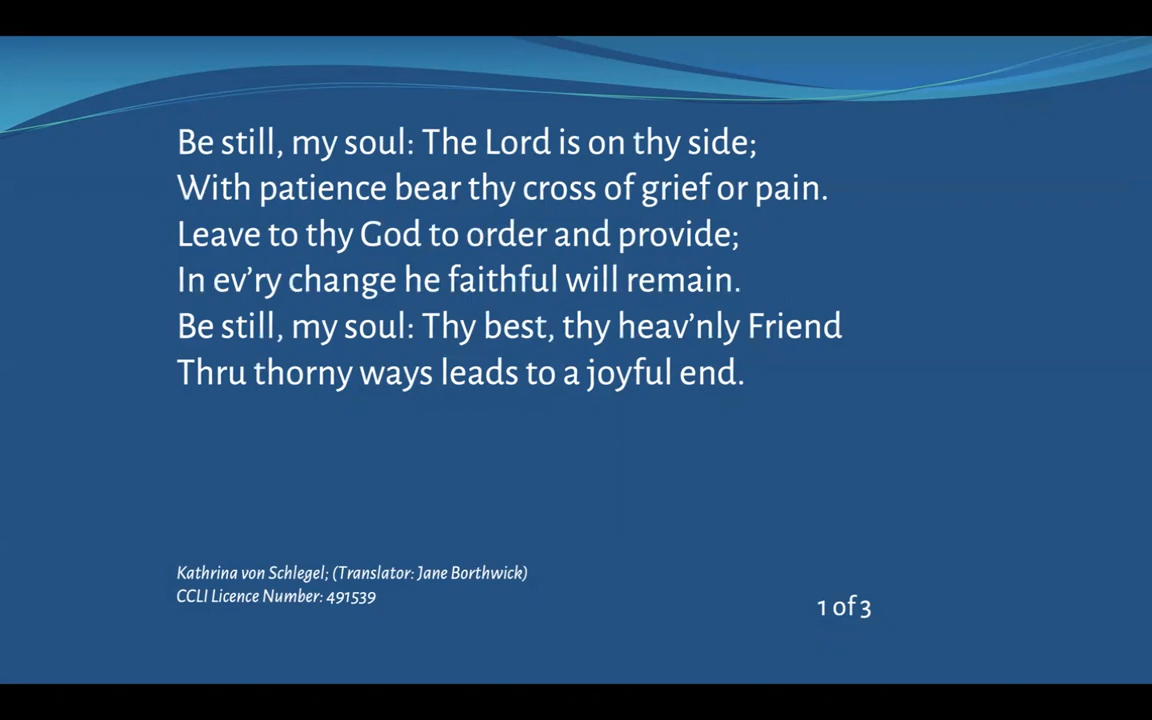 Be still, my soul: The Lord is on thy side;
With patience bear thy cross of grief or pain.
Leave to thy God to order and provide;
In ev’ry change he faithful will remain.
Be still, my soul: Thy best, thy heav’nly Friend
Thru thorny ways leads to a joyful end.
Kathrina von Schlegel; (Translator: Jane Borthwick)
CCLI Licence Number: 491539
1 of 3